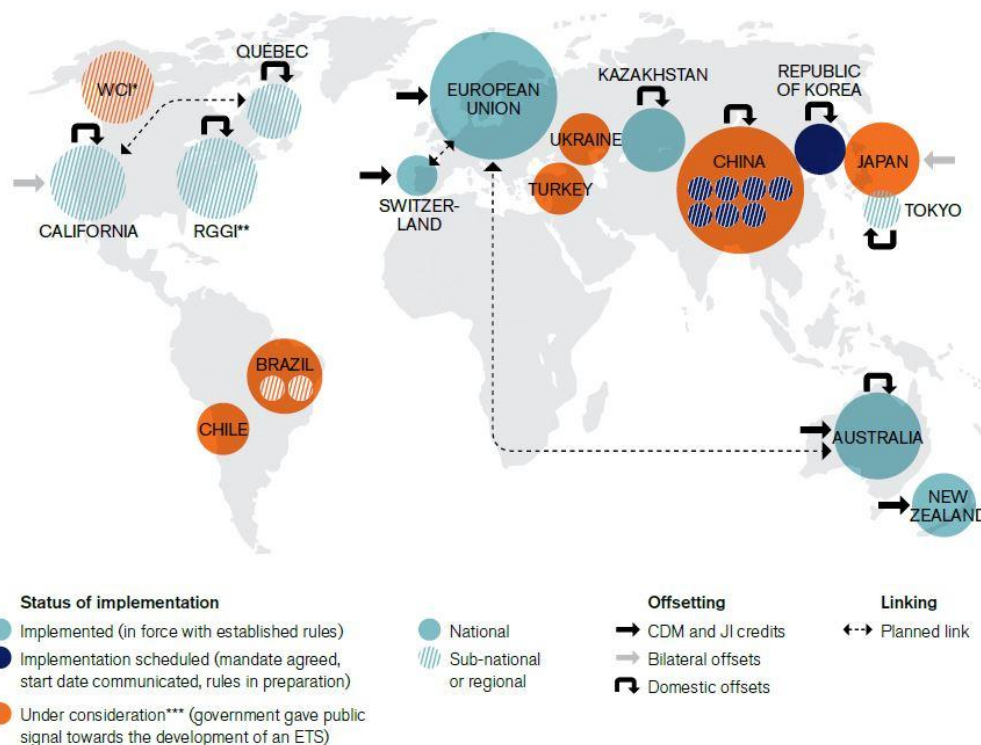 QUÉBEC
WCI*
CALIFORNIA
RGGI**
EUROPEAN
UNION
SWITZER-
LAND
UKRAINE
TURKEY
KAZAKHSTAN
CHINA
REPUBLIC
OF KOREA
JAPAN
TOKYO
BRAZIL
CHILE
AUSTRALIA
NEW
ZEALAND
Status of implementation
Implemented (in force with established rules)
Implementation scheduled (mandate agreed,
start date communicated, rules in preparation)
Under consideration*** (government gave public
signal towards the development of an ETS)
National
Sub-national
or regional
Offsetting
CDM and JI credits
Bilateral offsets
Domestic offsets
Linking
Planned link